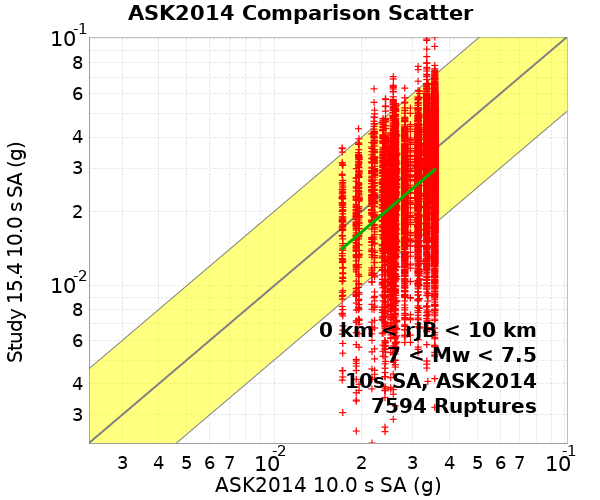 ASK2014 Comparison Scatter
10-1
8
6
4
3
2
10-2
8
6
4
3
Study 15.4 10.0 s SA (g)
0 km < rJB < 10 km
7 < Mw < 7.5
10s SA, ASK2014
7594 Ruptures
3 4 5 6 7 10-2 2 3 4 5 6 7 10-1
ASK2014 10.0 s SA (g)